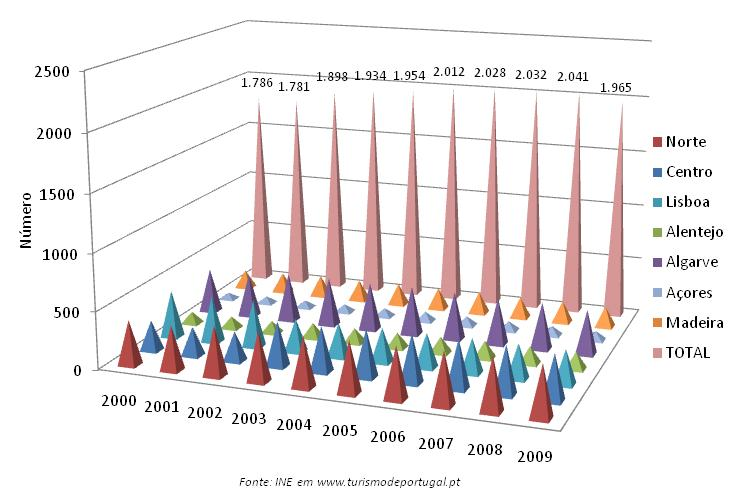 2500
2000
1500
1000
500
0
Número
1.786 1.781 1.898 1.934 1.954 2.012 2.028 2.032 2.041 1.965
2000 2001 2002 2003 2004 2005 2006 2007 2008 2009
Norte
Centro
Lisboa
Alentejo
Algarve
Açores
Madeira
TOTAL
Fonte: INE em www.turismodeportugal.pt